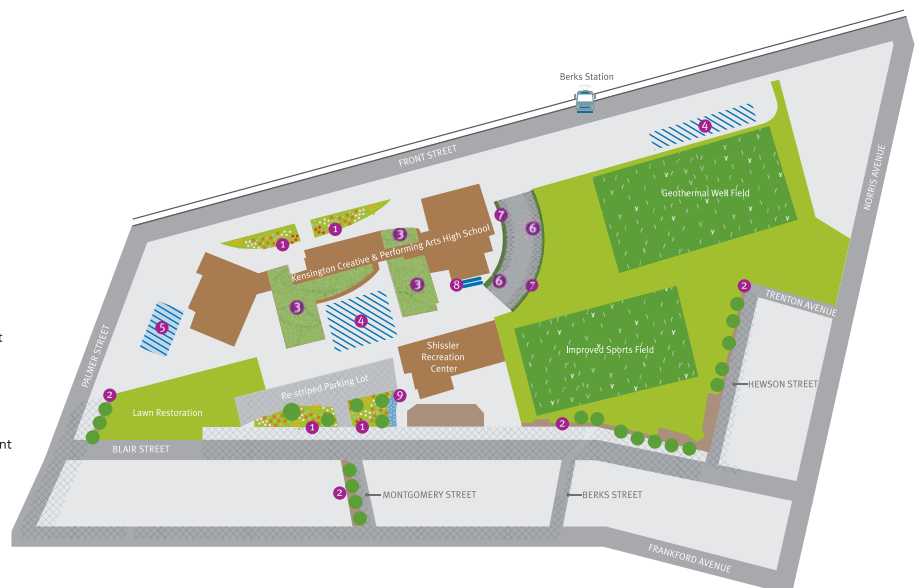 Berks Station
4
FRONT STREET
Geothermal Well Field
NORRIS AVENUE
7
1
1
6
3
Kensington Creative & Performing Arts High School
8
6
7
2
TRENTON AVENUE
3
3
4
5
t
PALMER STREET
Shissler
Recreation
Center
Improved Sports Field
HEWSON STREET
Re-striped Parking Lot
9
2
Lawn Restoration
1
1
2
nt
BLAIR STREET
2
MONTGOMERY STREET
BERKS STREET
FRANKFORD AVENUE